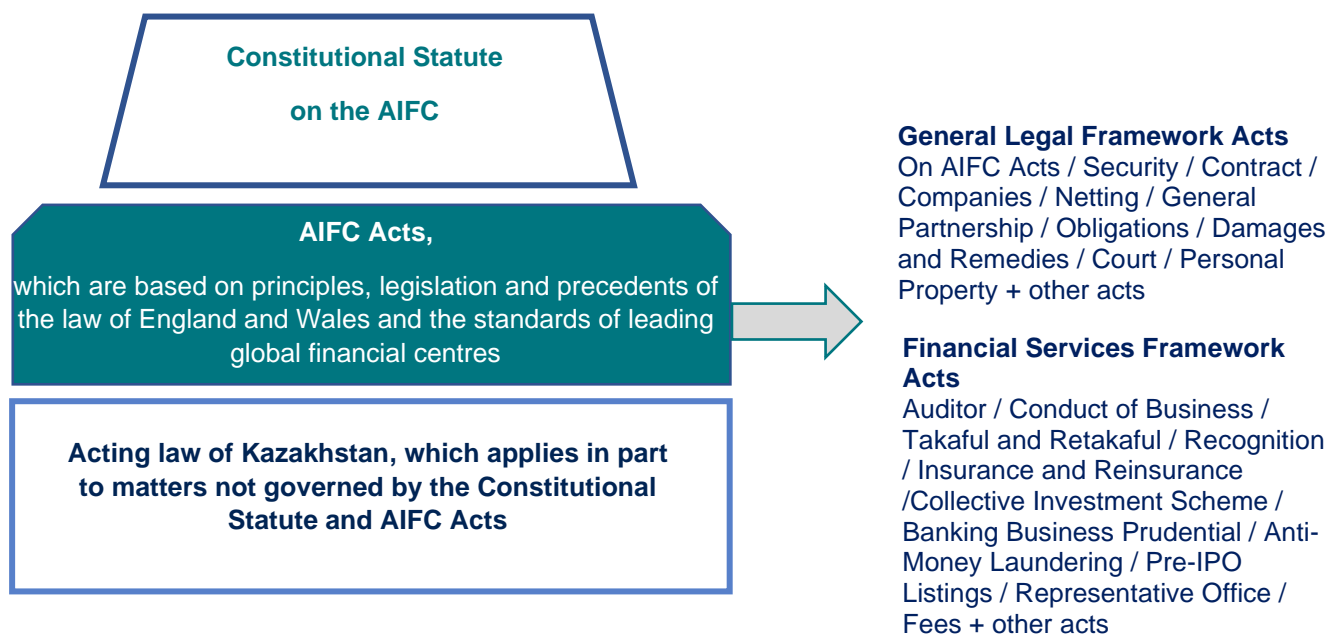 Constitutional Statute
on the AIFC
AIFC Acts,
which are based on principles, legislation and precedents of
the law of England and Wales and the standards of leading
global financial centres
Acting law of Kazakhstan, which applies in part
to matters not governed by the Constitutional
Statute and AIFC Acts
General Legal Framework Acts
On AIFC Acts / Security / Contract /
Companies / Netting / General
Partnership / Obligations / Damages
and Remedies / Court / Personal
Property + other acts
Financial Services Framework
Acts
Auditor / Conduct of Business /
Takaful and Retakaful / Recognition
/ Insurance and Reinsurance
/Collective Investment Scheme /
Banking Business Prudential / Anti-
Money Laundering / Pre-IPO
Listings / Representative Office /
Fees + other acts